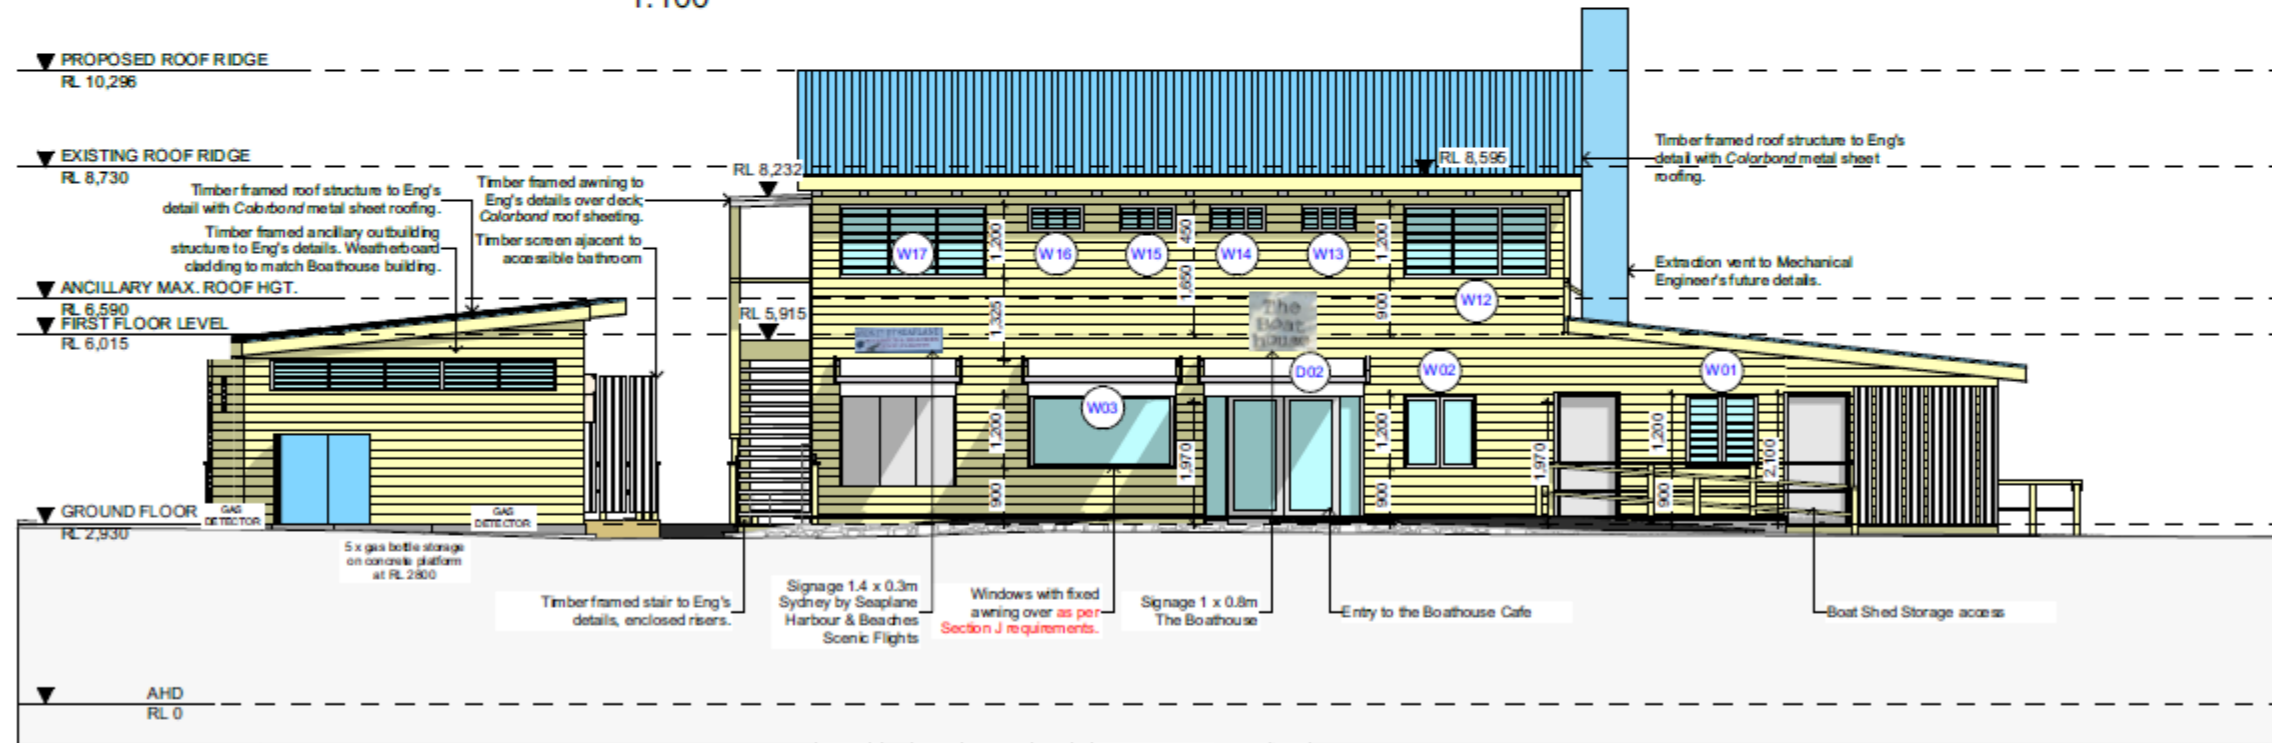 PROPOSED ROOF RIDGE
RL 10,296
EXISTING ROOF RIDGE
RL 8,730
Timber framed roof structure to Eng's
detail with Colorbond metal sheet roofing.
Timber framed ancillary outbuilding
structure to Eng's details. Weatherboard
cladding to match Boathouse building.
ANCILLARY MAX. ROOF HGT.
RL 6,590
FIRST FLOOR LEVEL
RL 6,015
Timber framed awning to
Eng's details over deck;
Colorbond roof sheeting.
Timber screen ajacent to
accessible bathroom
RL 8,232
RL 5,915
RL 8,595
Timber framed roof structure to Eng's
detail with Colorbond metal sheet
roofing.
Extraction vent to Mechanical
Engineer's future details.
W17
1,200
W16
W15
450
W14
W13
1,200
W12
1,325
1,650
900
The
Boat
house
D02
W02
W01
W03
1,200
900
1,970
1,200
900
1,970
1,200
900
2,100
GROUND FLOOR
RL 2,930
GAS
DETECTOR
GAS
DETECTOR
5 x gas bottle storage
on concrete platform
at RL 2800
Timber framed stair to Eng's
details, enclosed risers.
Signage 1.4 x 0.3m
Sydney by Seaplane
Harbour & Beaches
Scenic Flights
Windows with fixed
awning over as per
Section J requirements.
Signage 1 x 0.8m
The Boathouse
Entry to the Boathouse Cafe
Boat Shed Storage access
AHD
RL 0